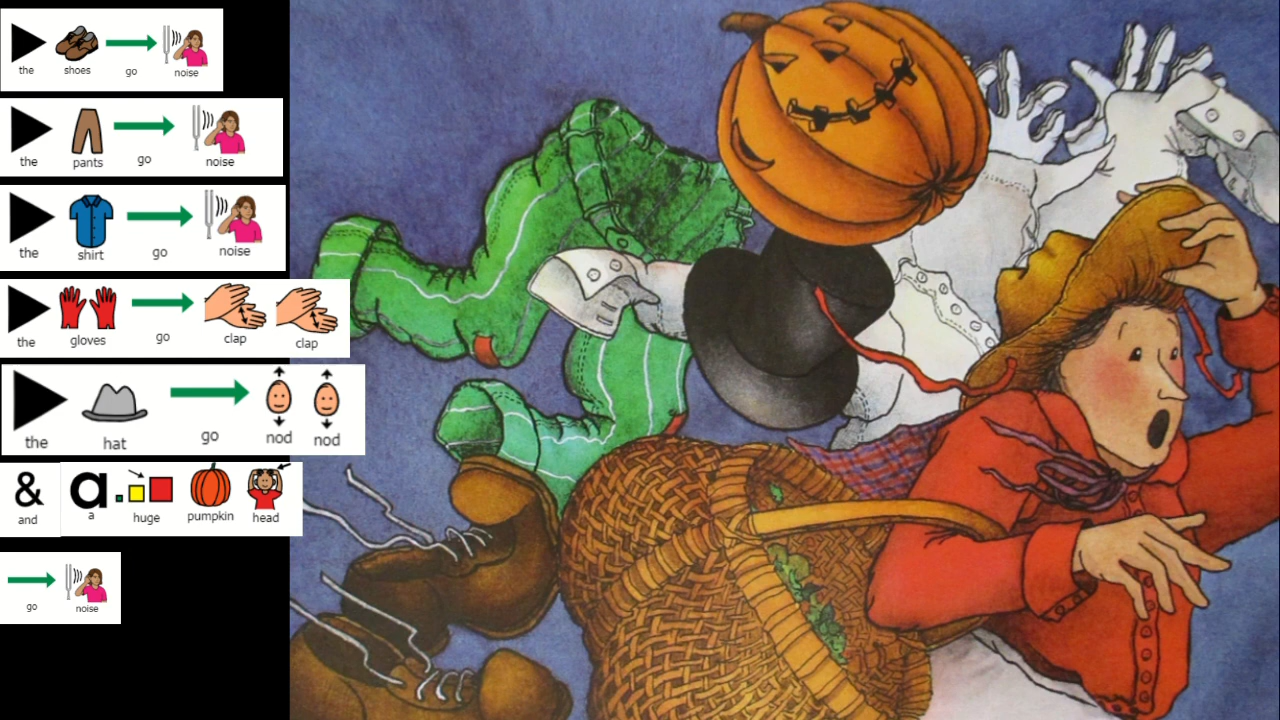 the shoes go noise
the pants go noise
the shirt go noise
the gloves go clap clap
the hat go nod nod
& a
and a huge pumpkin head
go noise